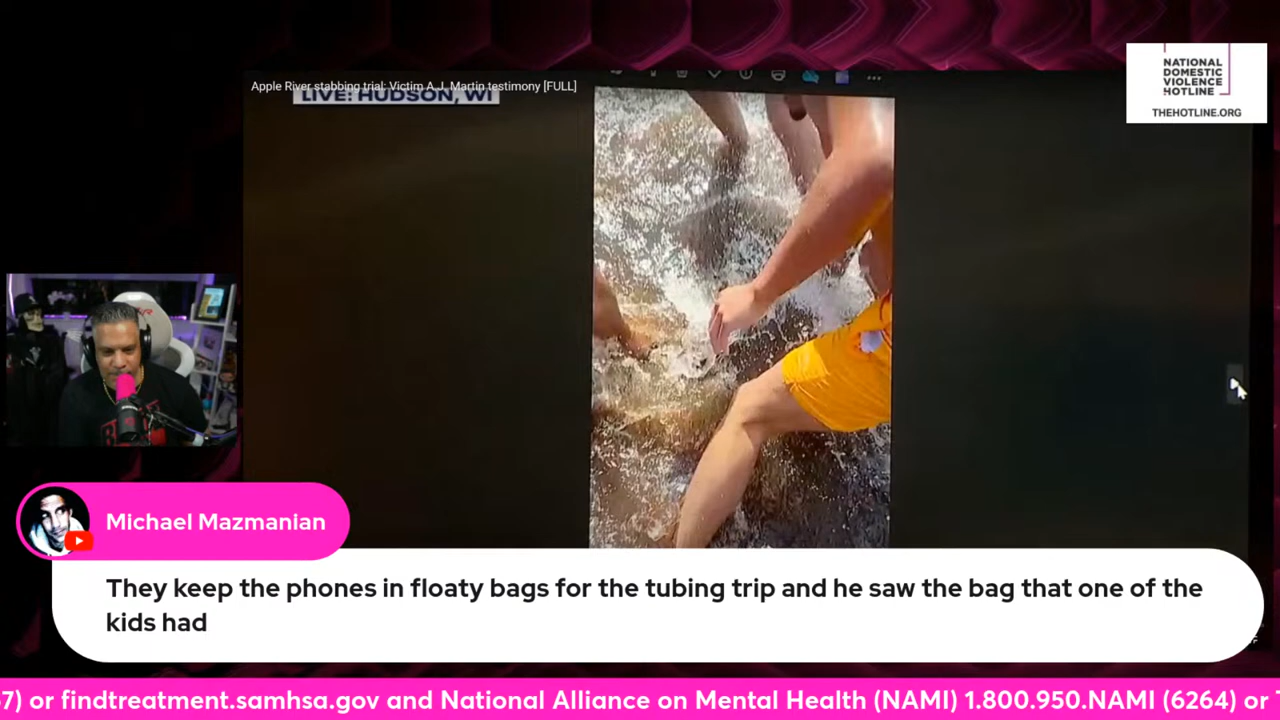 Apple River stabbing trial: Victim A.J. Martin testimony [FULL]
LIVE: HUDSON, WI
NATIONAL
DOMESTIC
VIOLENCE
HOTLINE
THEHOTLINE.ORG
Michael Mazmanian
They keep the phones in floaty bags for the tubing trip and he saw the bag that one of the
kids had
7) or findtreatment.samhsa.gov and National Alliance on Mental Health (NAMI) 1.800.950.NAMI (6264) or